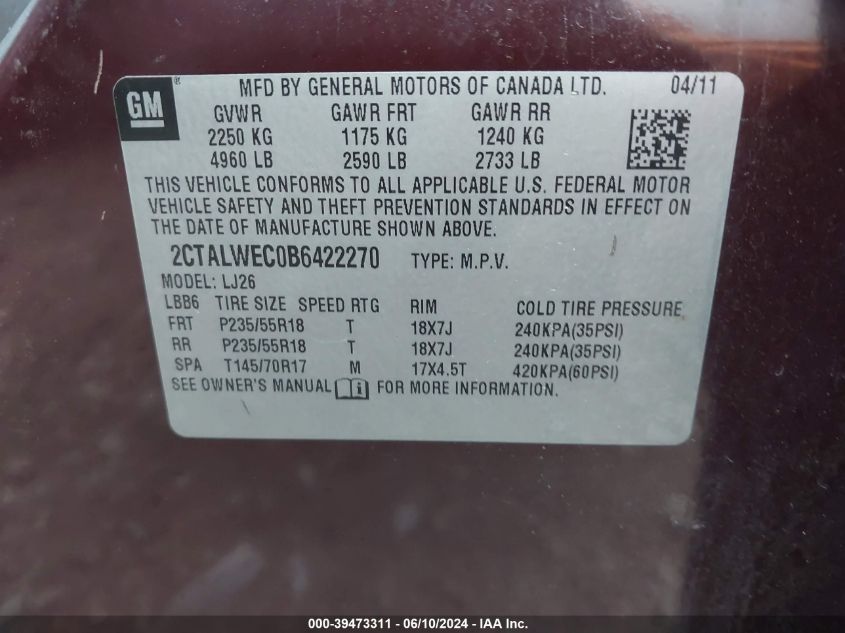 GM ®
MFD BY GENERAL MOTORS OF CANADA LTD. 04/11
GVWR GAWR FRT GAWR RR
2250 KG 1175 KG 1240 KG
4960 LB 2590 LB 2733 LB
THIS VEHICLE CONFORMS TO ALL APPLICABLE U.S. FEDERAL MOTOR
VEHICLE SAFETY AND THEFT PREVENTION STANDARDS IN EFFECT ON
THE DATE OF MANUFACTURE SHOWN ABOVE.
2CTALWEC0B6422270 TYPE: M.P.V.
MODEL: LJ26
LBB6 TIRE SIZE SPEED RTG RIM COLD TIRE PRESSURE
FRT P235/55R18 T 18X7J 240KPA(35PSI)
RR P235/55R18 T 18X7J 240KPA(35PSI)
SPA T145/70R17 M 17X4.5T 420KPA(60PSI)
SEE OWNER'S MANUAL FOR MORE INFORMATION.
000-39473311 - 06/10/2024 - IAA Inc.